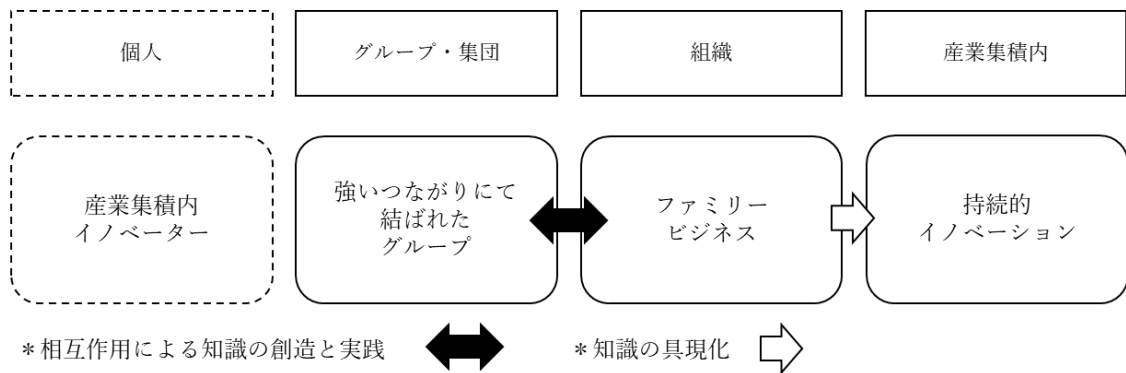 個人
グループ・集団
組織
産業集積内
産業集積内
イノベーター
強いつながりにて
結ばれた
グループ
ファミリー
ビジネス
持続的
イノベーション
＊相互作用による知識の創造と実践
＊知識の具現化